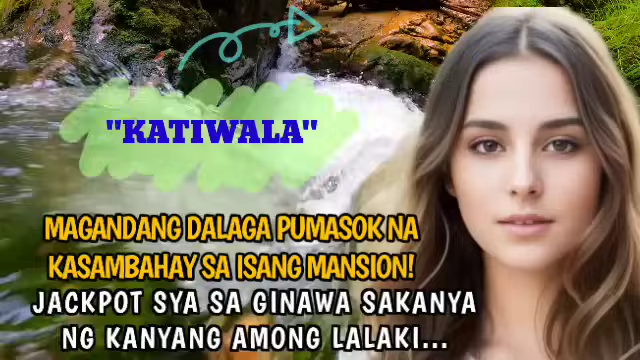 "KATIWALA"
MAGANDANG DALAGA PUMASOK NA
KASAMBAHAY SA ISANG MANSION!
JACKPOT SYA SA GINAWA SAKANYA
NG KANYANG AMONG LALAKI...